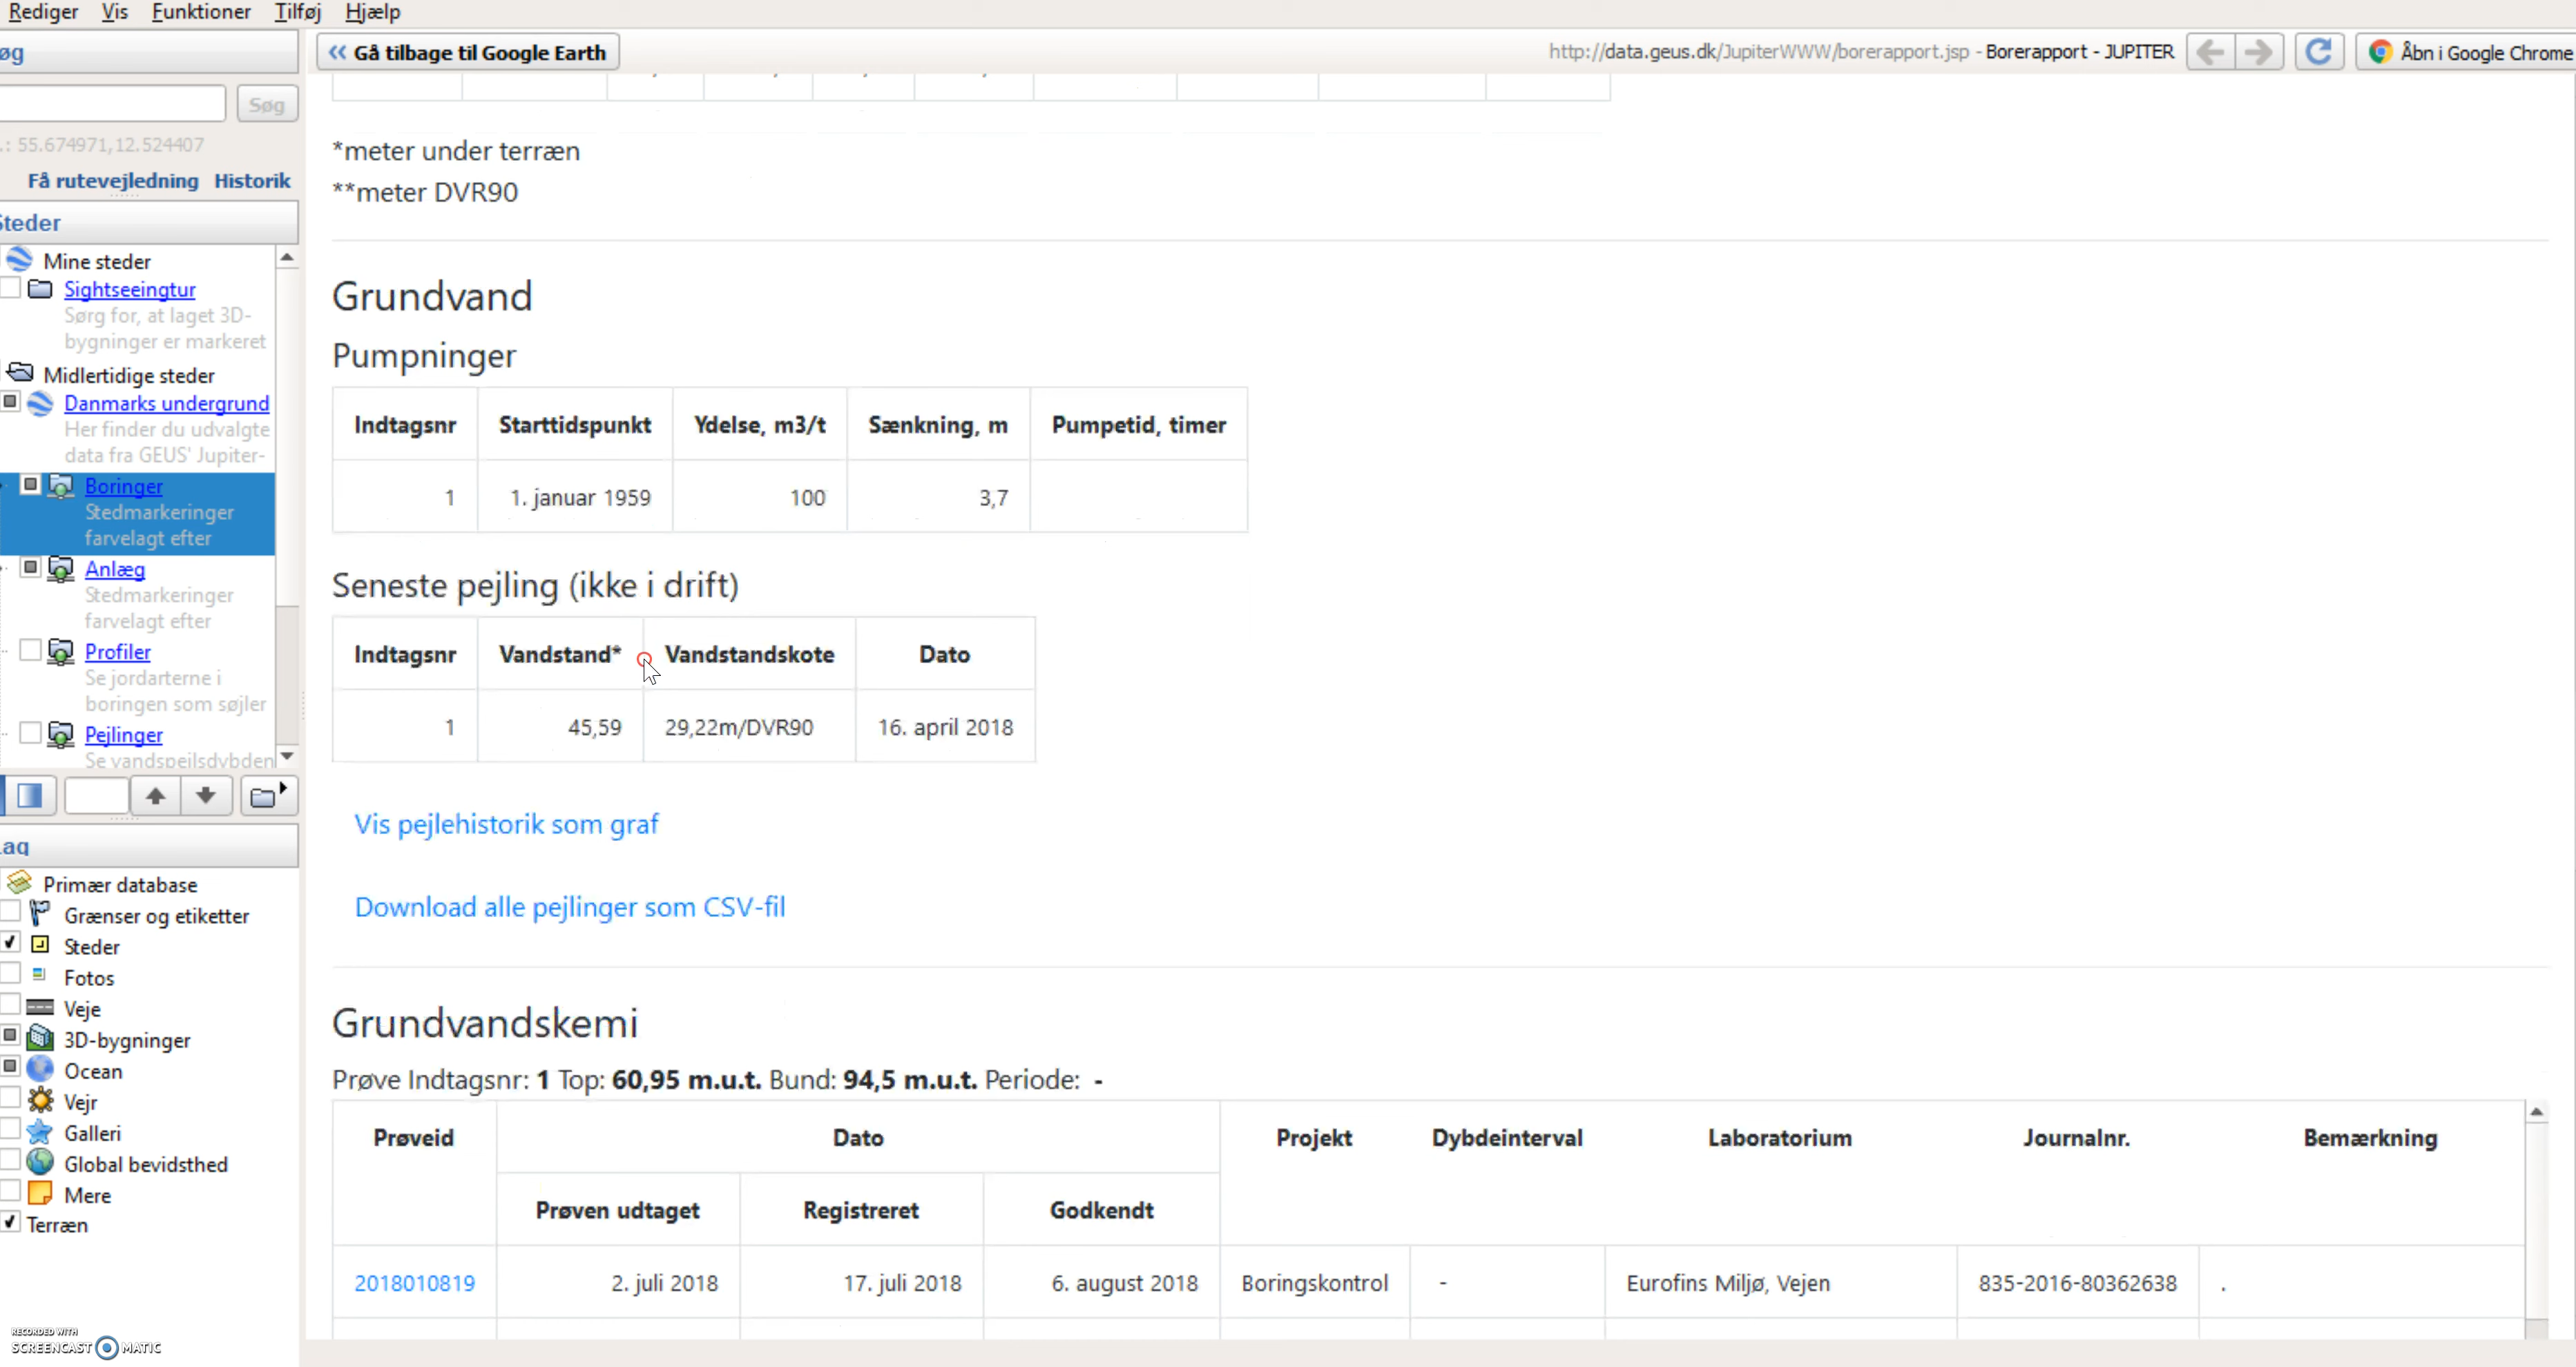 Rediger Vis Funktioner Tilføj Hjælp
øg
Gå tilbage til Google Earth
http://data.geus.dk/JupiterWWW/borerapport.jsp - Borerapport - JUPITER
Åbn i Google Chrome
Søg
.: 55.674971,12.524407
Få rutevejledning Historik
Steder
Mine steder
Sightseeingtur
Sørg for, at laget 3D-
bygninger er markeret
Midlertidige steder
Danmarks undergrund
Her finder du udvalgte
data fra GEUS' Jupiter-
Boringer
Stedmarkeringer
farvelagt efter
Anlæg
Stedmarkeringer
farvelagt efter
Profiler
Se jordarterne i
boringen som søjler
Pejlinger
Se vandspejlsdybden
Lag
Primær database
Grænser og etiketter
Steder
Fotos
Veje
3D-bygninger
Ocean
Vejr
Galleri
Global bevidsthed
Mere
Terræn
*meter under terræn
**meter DVR90
Grundvand
Pumpninger
Indtagsnr Starttidspunkt Ydelse, m3/t Sænkning, m Pumpetid, timer
1 1. januar 1959 100 3,7
Seneste pejling (ikke i drift)
Indtagsnr Vandstand* Vandstandskote Dato
1 45,59 29,22m/DVR90 16. april 2018
Vis pejlehistorik som graf
Download alle pejlinger som CSV-fil
Grundvandskemi
Prøve Indtagsnr: 1 Top: 60,95 m.u.t. Bund: 94,5 m.u.t. Periode: -
Prøveid Dato Projekt Dybdeinterval Laboratorium Journalnr. Bemærkning
Prøven udtaget Registreret Godkendt
2018010819 2. juli 2018 17. juli 2018 6. august 2018 Boringskontrol - Eurofins Miljø, Vejen 835-2016-80362638 .
RECORDED WITH
SCREENCAST MATIC